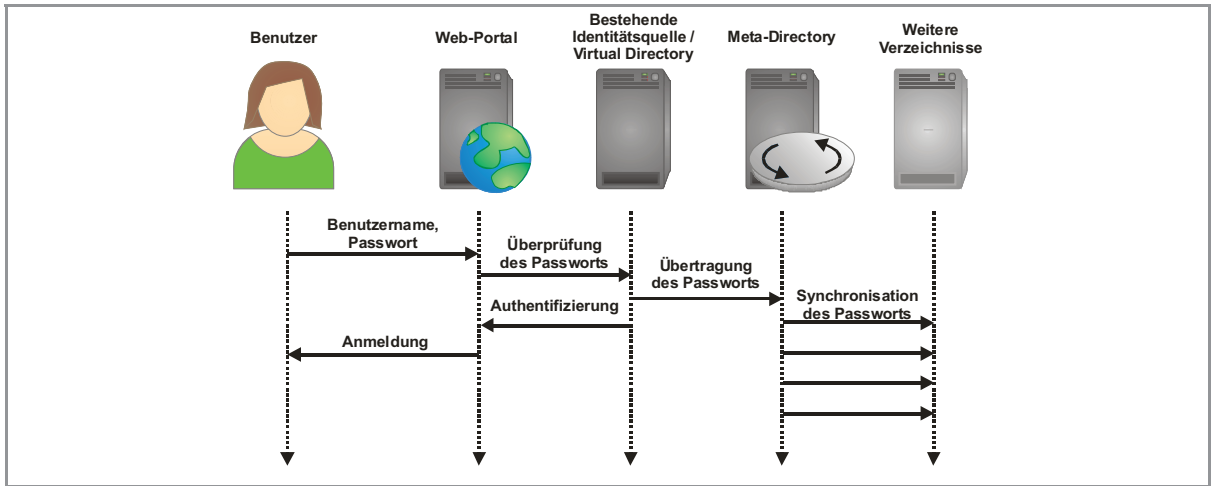 Benutzer
Web-Portal
Bestehende
Identitätsquelle /
Virtual Directory
Meta-Directory
Weitere
Verzeichnisse
Benutzername,
Passwort
Überprüfung
des Passworts
Übertragung
des Passworts
Synchronisation
des Passworts
Authentifizierung
Anmeldung